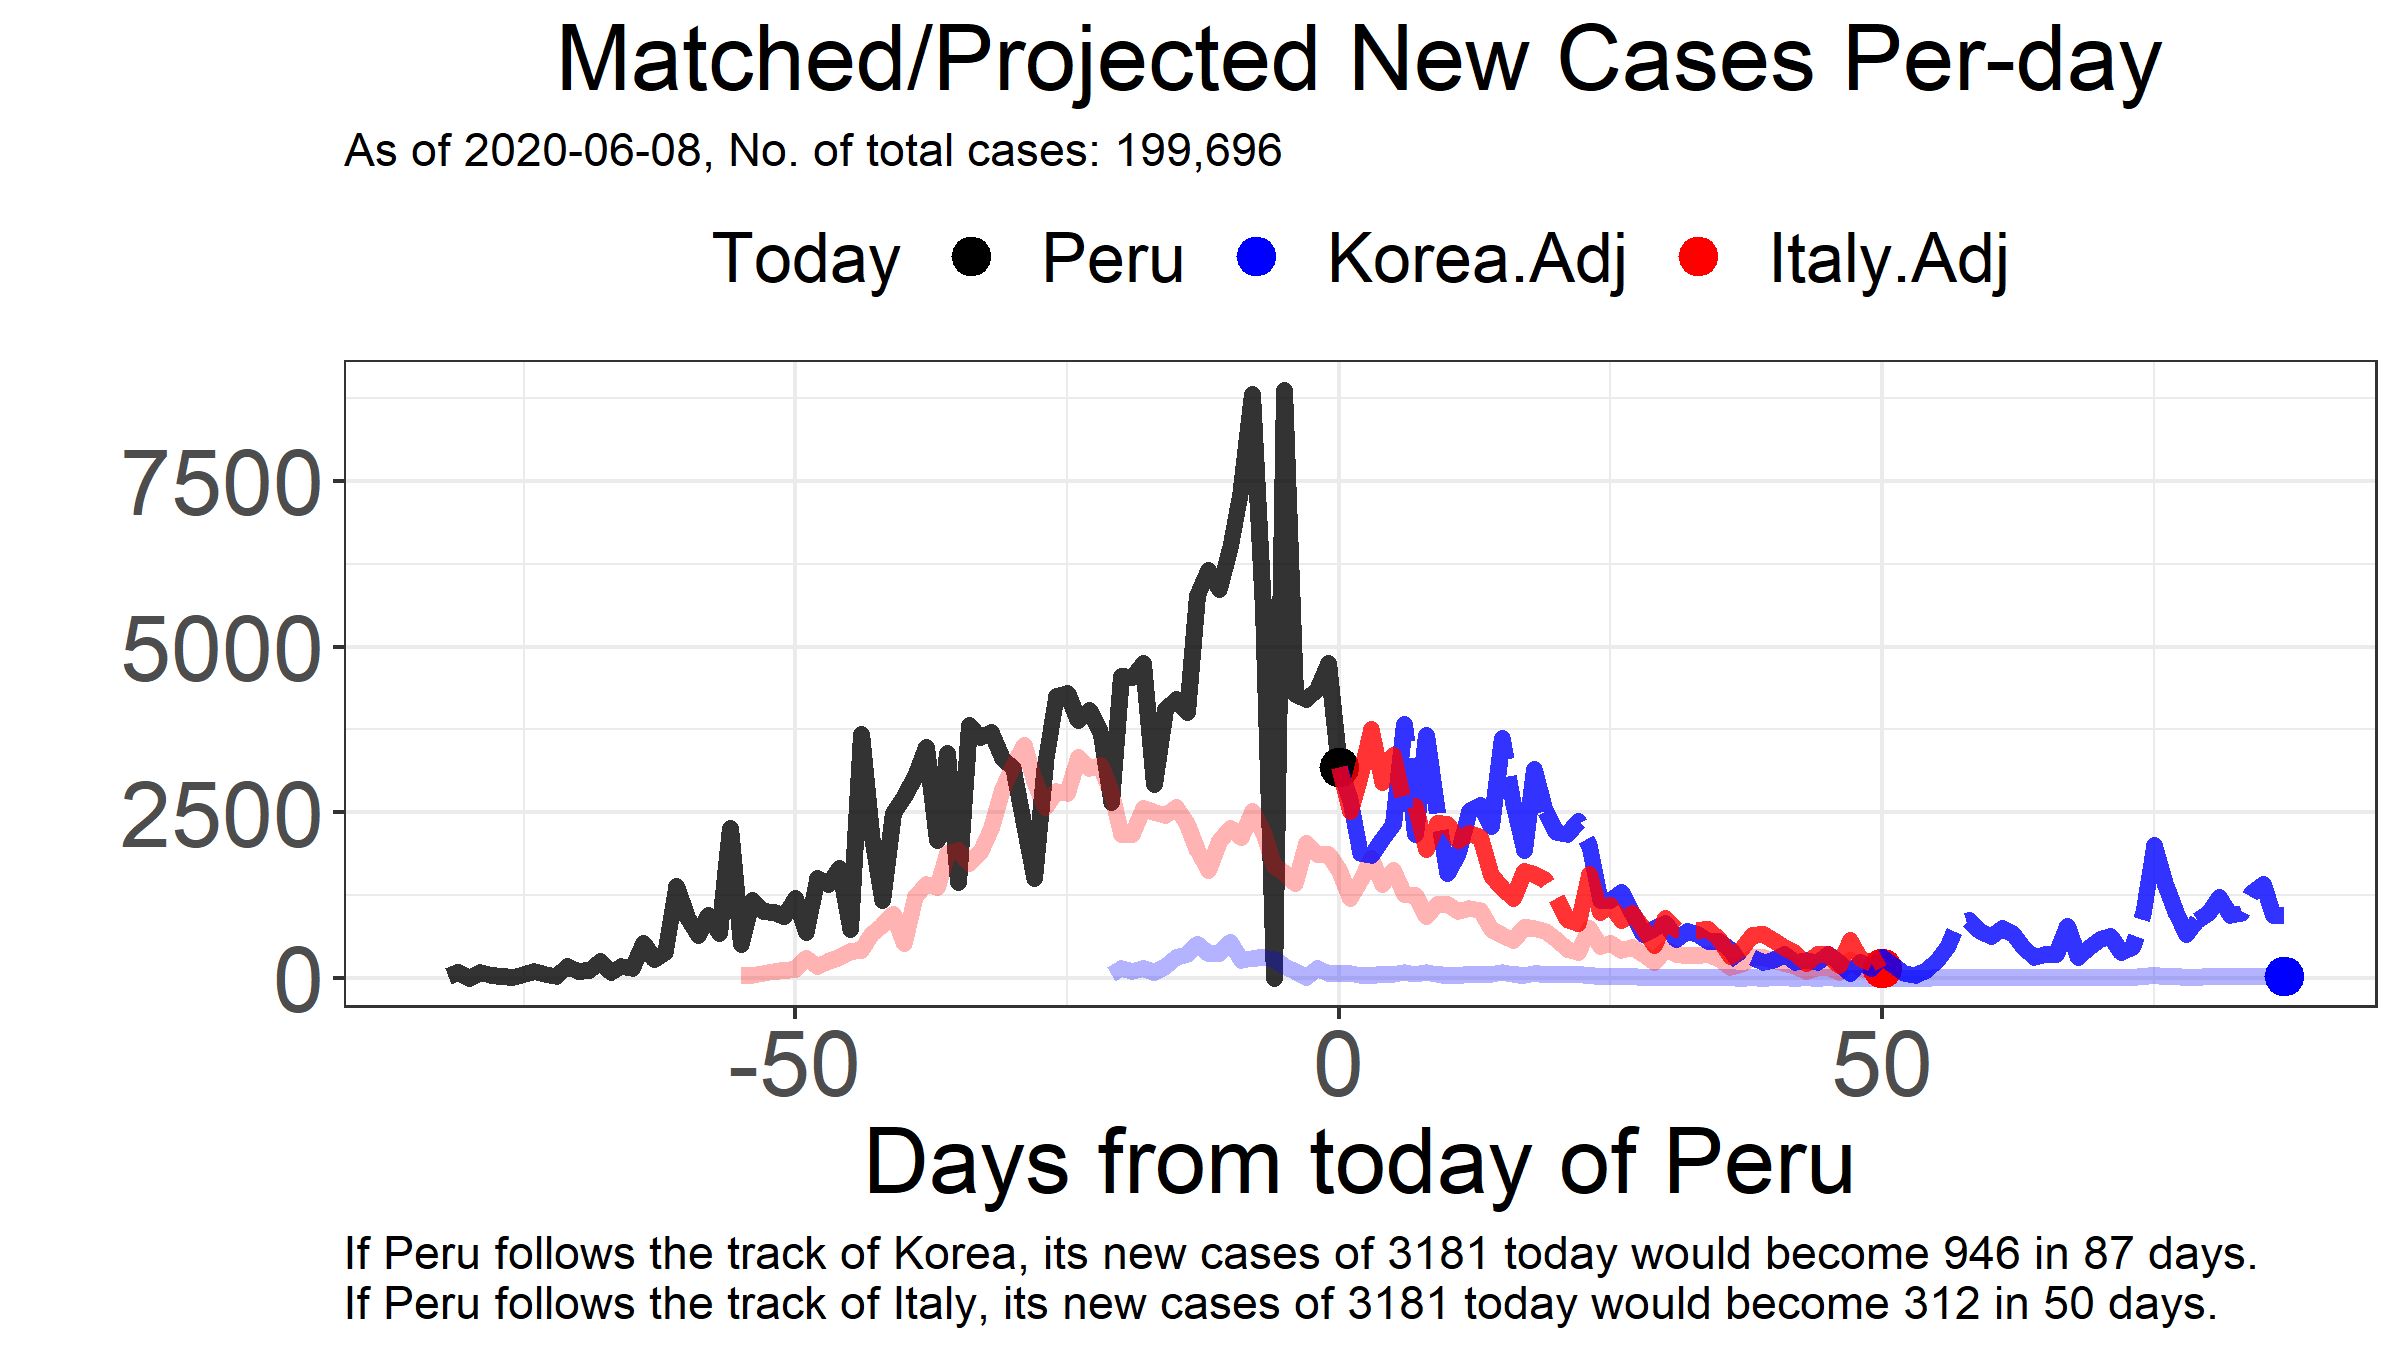 Matched/Projected New Cases Per-day
As of 2020-06-08, No. of total cases: 199,696
Today Peru Korea.Adj Italy.Adj
7500
5000
2500
0
-50 0 50
Days from today of Peru
If Peru follows the track of Korea, its new cases of 3181 today would become 946 in 87 days.
If Peru follows the track of Italy, its new cases of 3181 today would become 312 in 50 days.